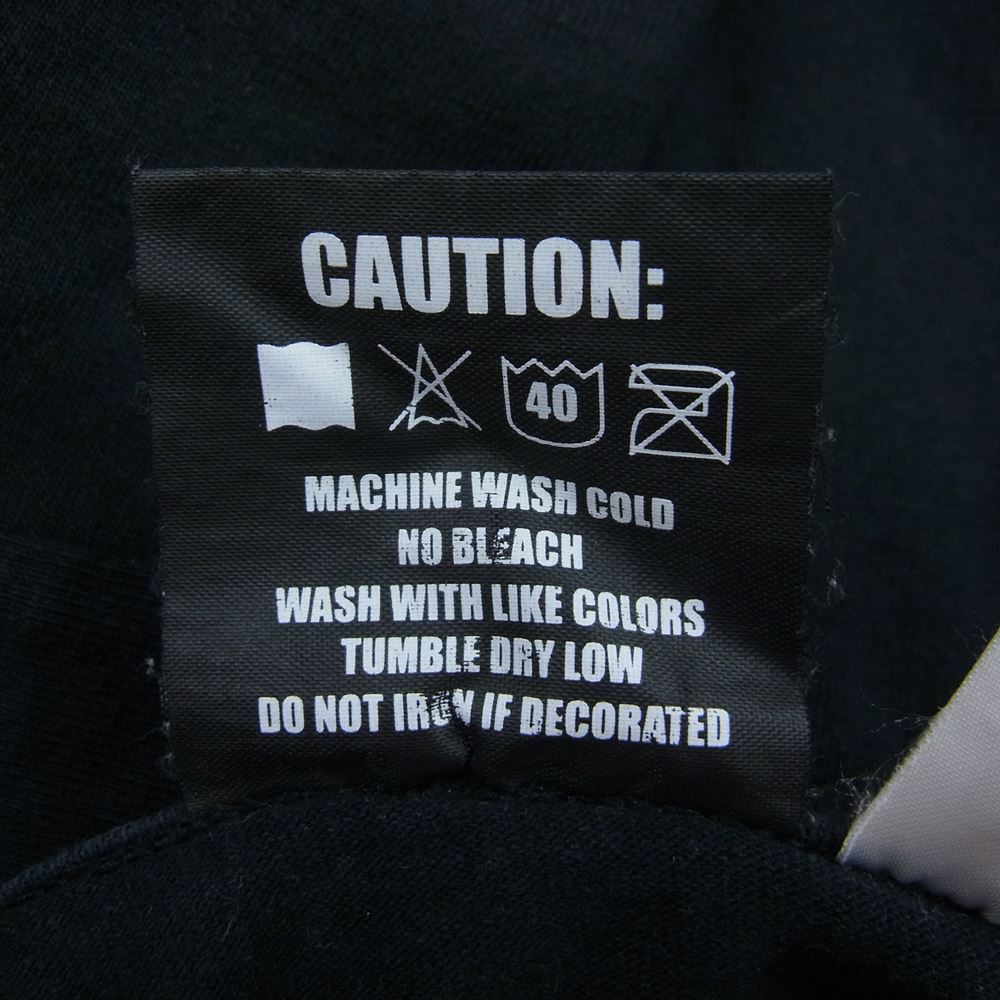 CAUTION:
40
MACHINE WASH COLD
NO BLEACH
WASH WITH LIKE COLORS
TUMBLE DRY LOW
DO NOT IRON IF DECORATED